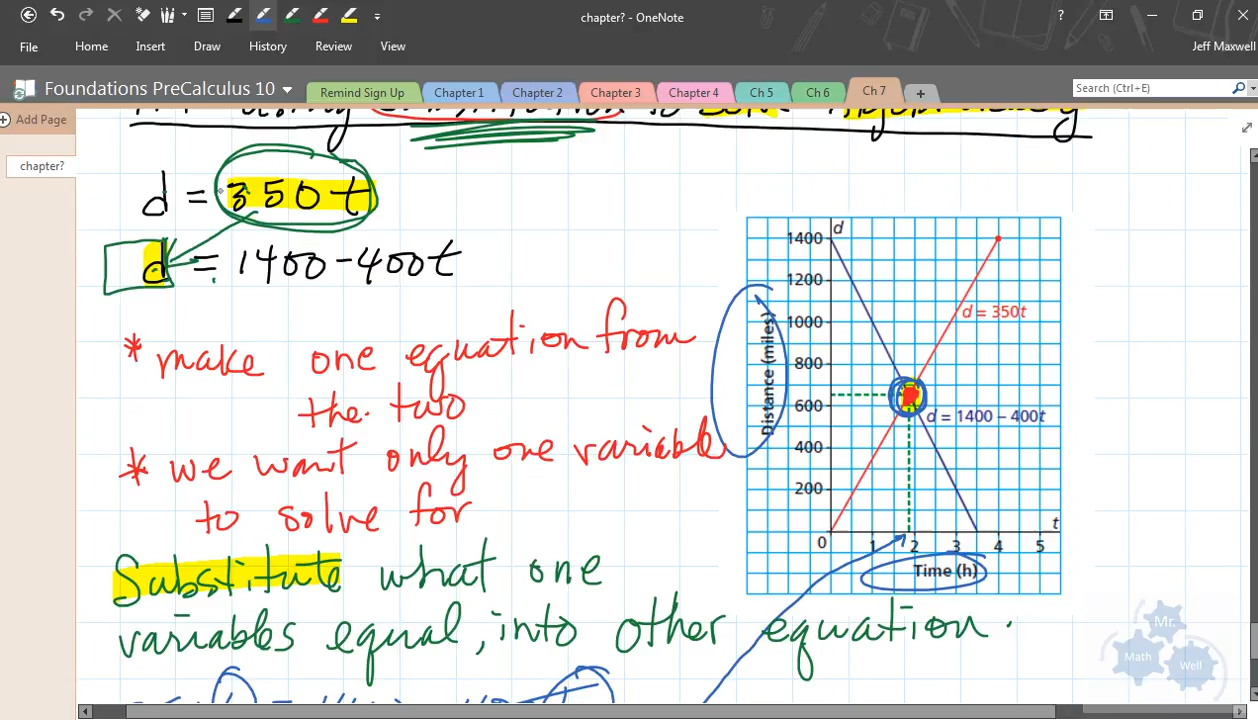 chapter? - OneNote
?
Jeff Maxwell
File Home Insert Draw History Review View
Foundations PreCalculus 10
Remind Sign Up Chapter 1 Chapter 2 Chapter 3 Chapter 4 Ch 5 Ch 6 Ch 7 +
Search (Ctrl+E)
Add Page
chapter?
d = 350t
d = 1400 - 400t
* make one equation from
the two
* we want only one variable
to solve for
Substitute what one
variables equal, into other equation.
d
1400
1200
1000
800
600
400
200
0 1 2 3 4 5
t
Distance (miles)
Time (h)
d = 350t
d = 1400 – 400t
Mr.
Math
Well